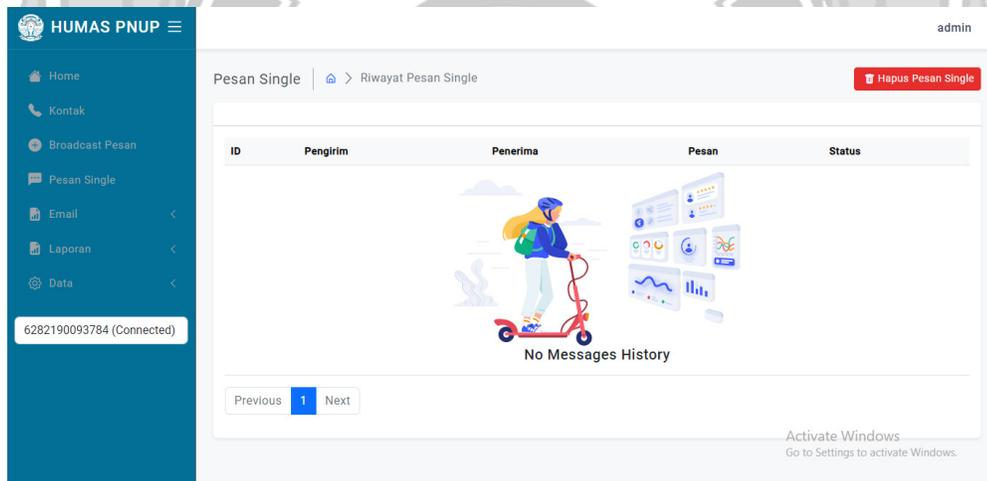 HUMAS PNUP
admin
Home
Kontak
Broadcast Pesan
Pesan Single
Email
Laporan
Data
6282190093784 (Connected)
Pesan Single
Riwayat Pesan Single
Hapus Pesan Single
ID Pengirim Penerima Pesan Status
No Messages History
Previous 1 Next
Activate Windows
Go to Settings to activate Windows.